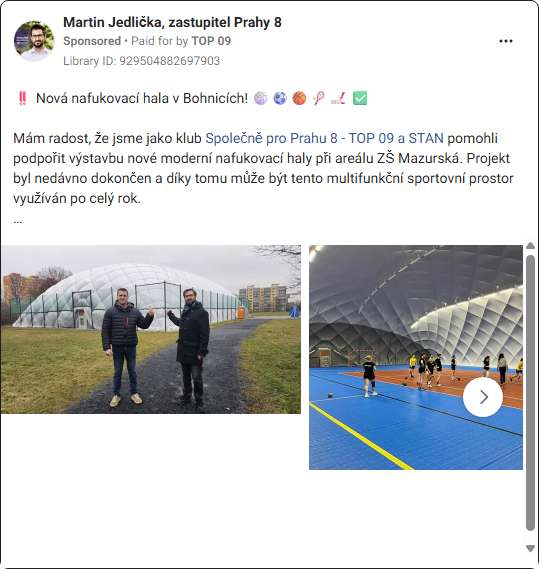 Martin Jedlička, zastupitel Prahy 8
Sponsored • Paid for by TOP 09
Library ID: 929504882697903
‼️ Nová nafukovací hala v Bohnicích! 🏐 ⚽ 🏀 🏸 🏒 ✅
Mám radost, že jsme jako klub Společně pro Prahu 8 - TOP 09 a STAN pomohli
podpořit výstavbu nové moderní nafukovací haly při areálu ZŠ Mazurská. Projekt
byl nedávno dokončen a díky tomu může být tento multifunkční sportovní prostor
využíván po celý rok.
...